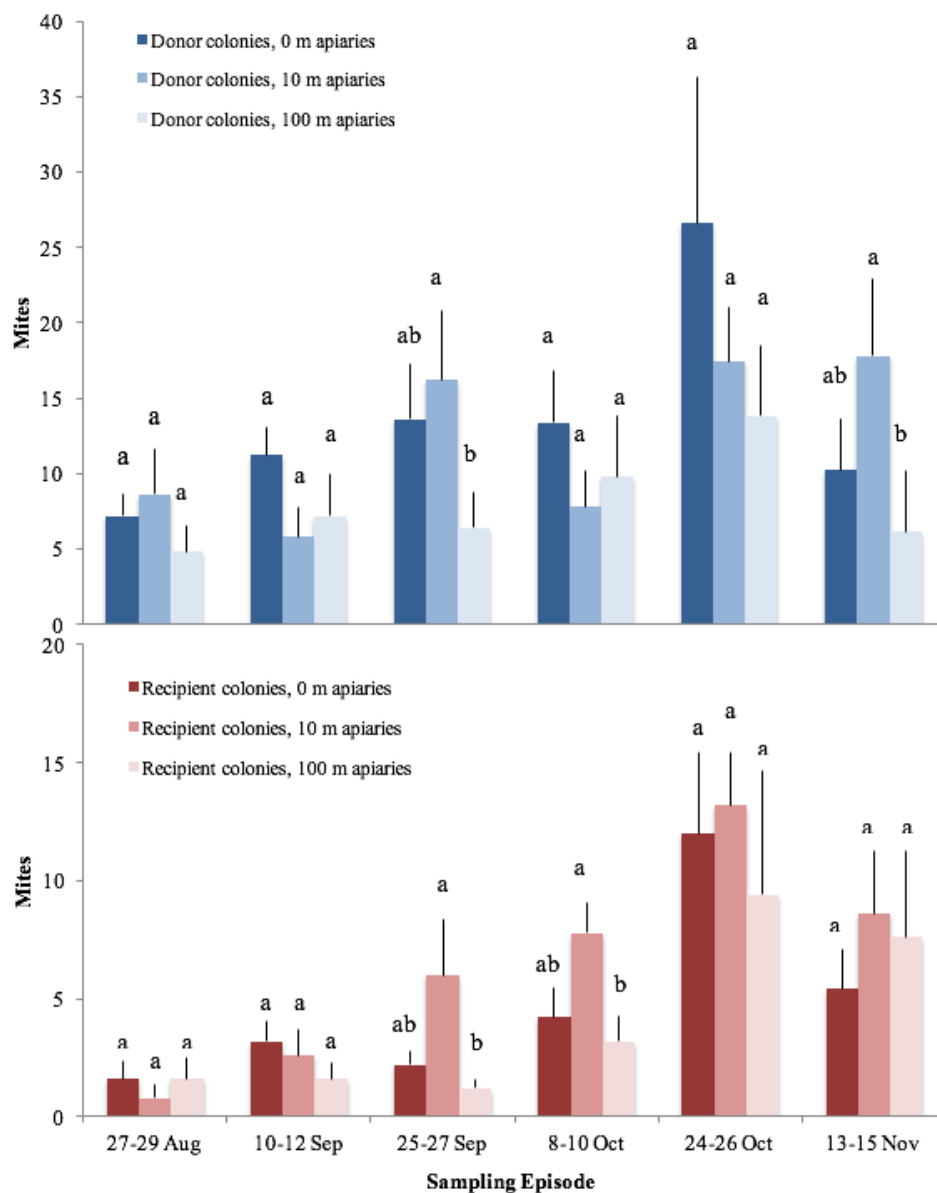 40
Donor colonies, 0 m apiaries
a
Donor colonies, 10 m apiaries
35
Donor colonies, 100 m apiaries
30
25
a
a
a
a
Mites
20
ab
a
ab
15
a
a
b
a
a
b
10
a
a
a
a
5
0
20
Recipient colonies, 0 m apiaries
a
a
a
Recipient colonies, 10 m apiaries
15
Recipient colonies, 100 m apiaries
a
a
a
a
Mites
10
a
ab
b
5
a
a
ab
b
a
a
a
a
0
27-29 Aug 10-12 Sep 25-27 Sep 8-10 Oct 24-26 Oct 13-15 Nov
Sampling Episode